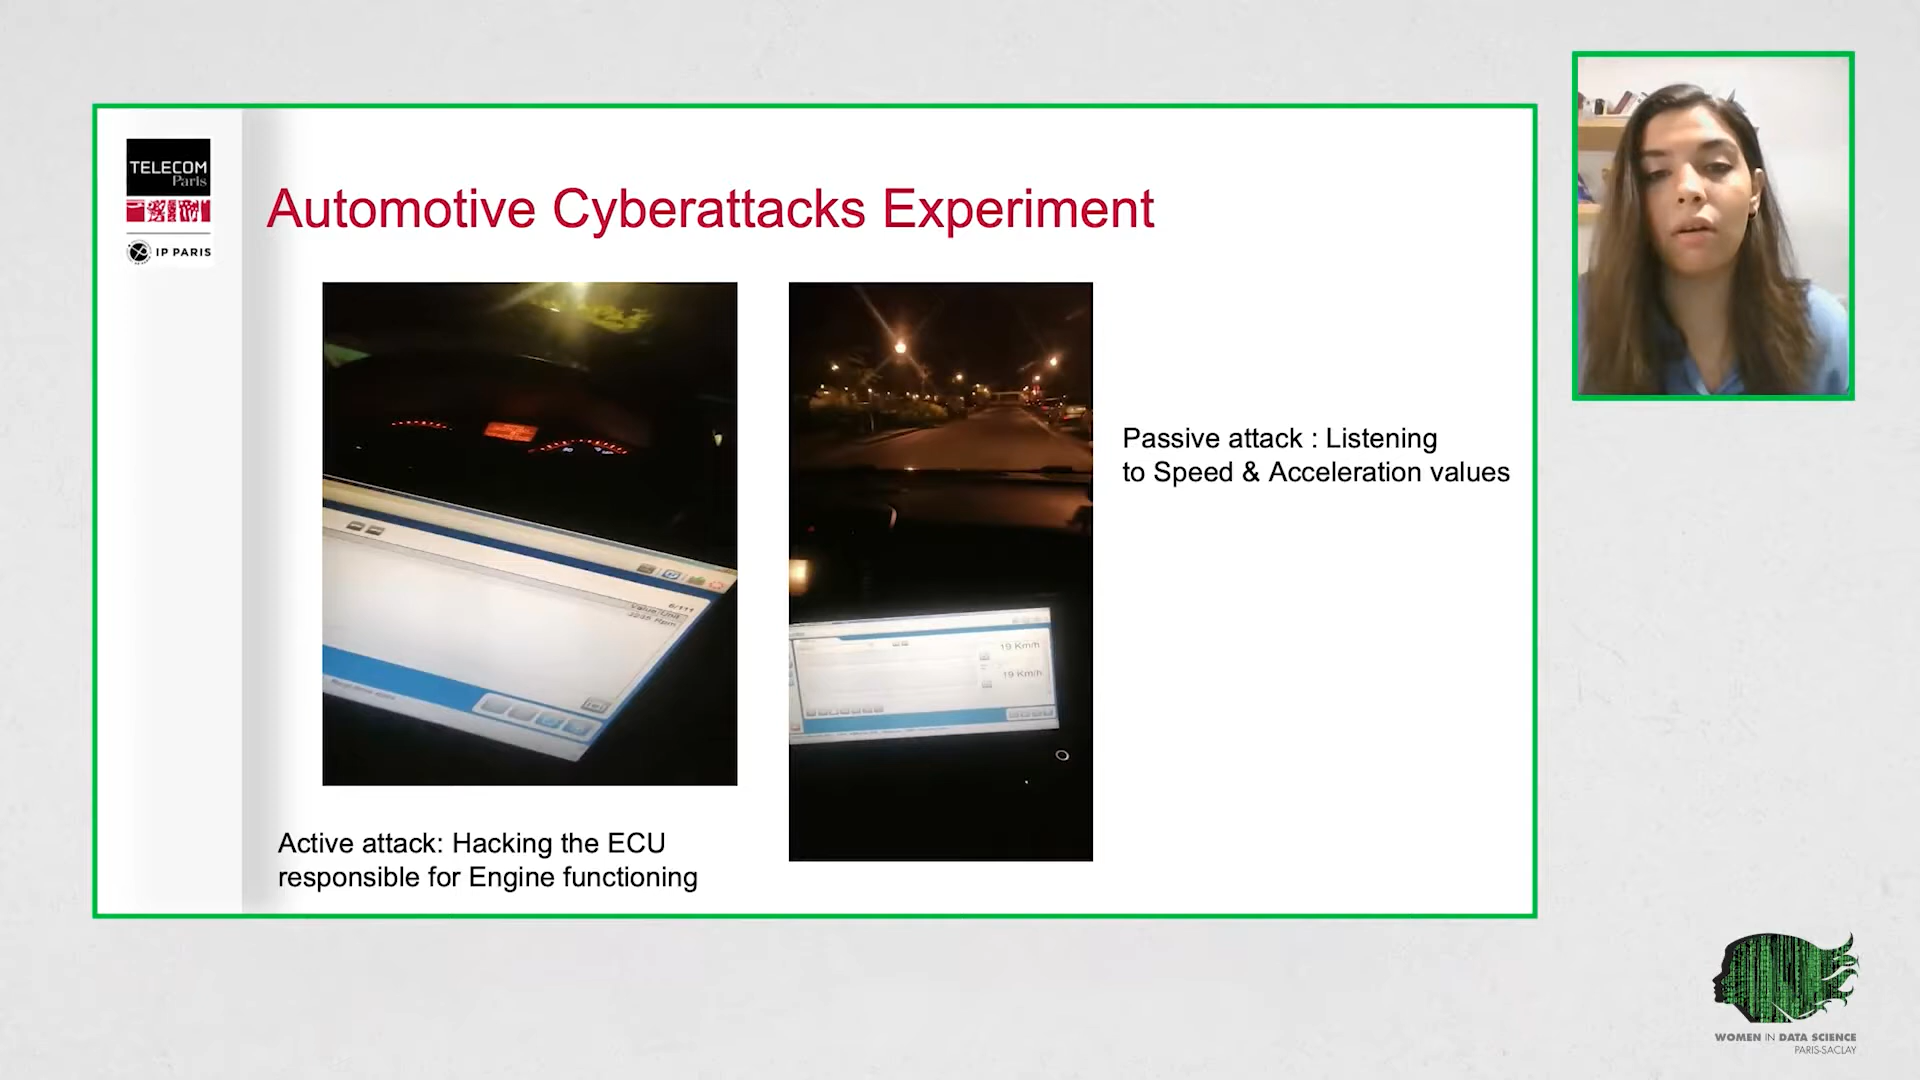 TELECOM
Paris
IP PARIS
Automotive Cyberattacks Experiment
Passive attack : Listening
to Speed & Acceleration values
19 Km/h
19 Km/h
Active attack: Hacking the ECU
responsible for Engine functioning
WOMEN IN DATA SCIENCE
PARIS-SACLAY